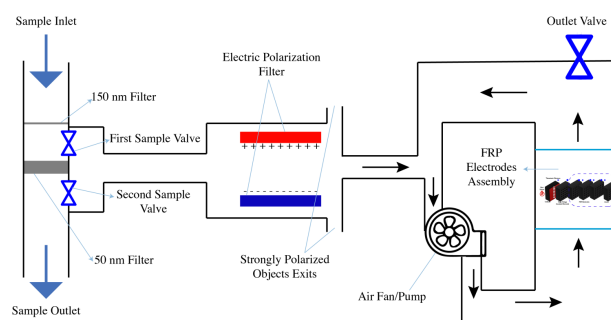 Sample Inlet
Outlet Valve
Electric Polarization
Filter
150 nm Filter
First Sample Valve
+ + + + + + + + +
FRP
Electrodes
Assembly
- - - - - - - - -
Second Sample
Valve
50 nm Filter
Strongly Polarized
Objects Exits
Sample Outlet
Air Fan/Pump